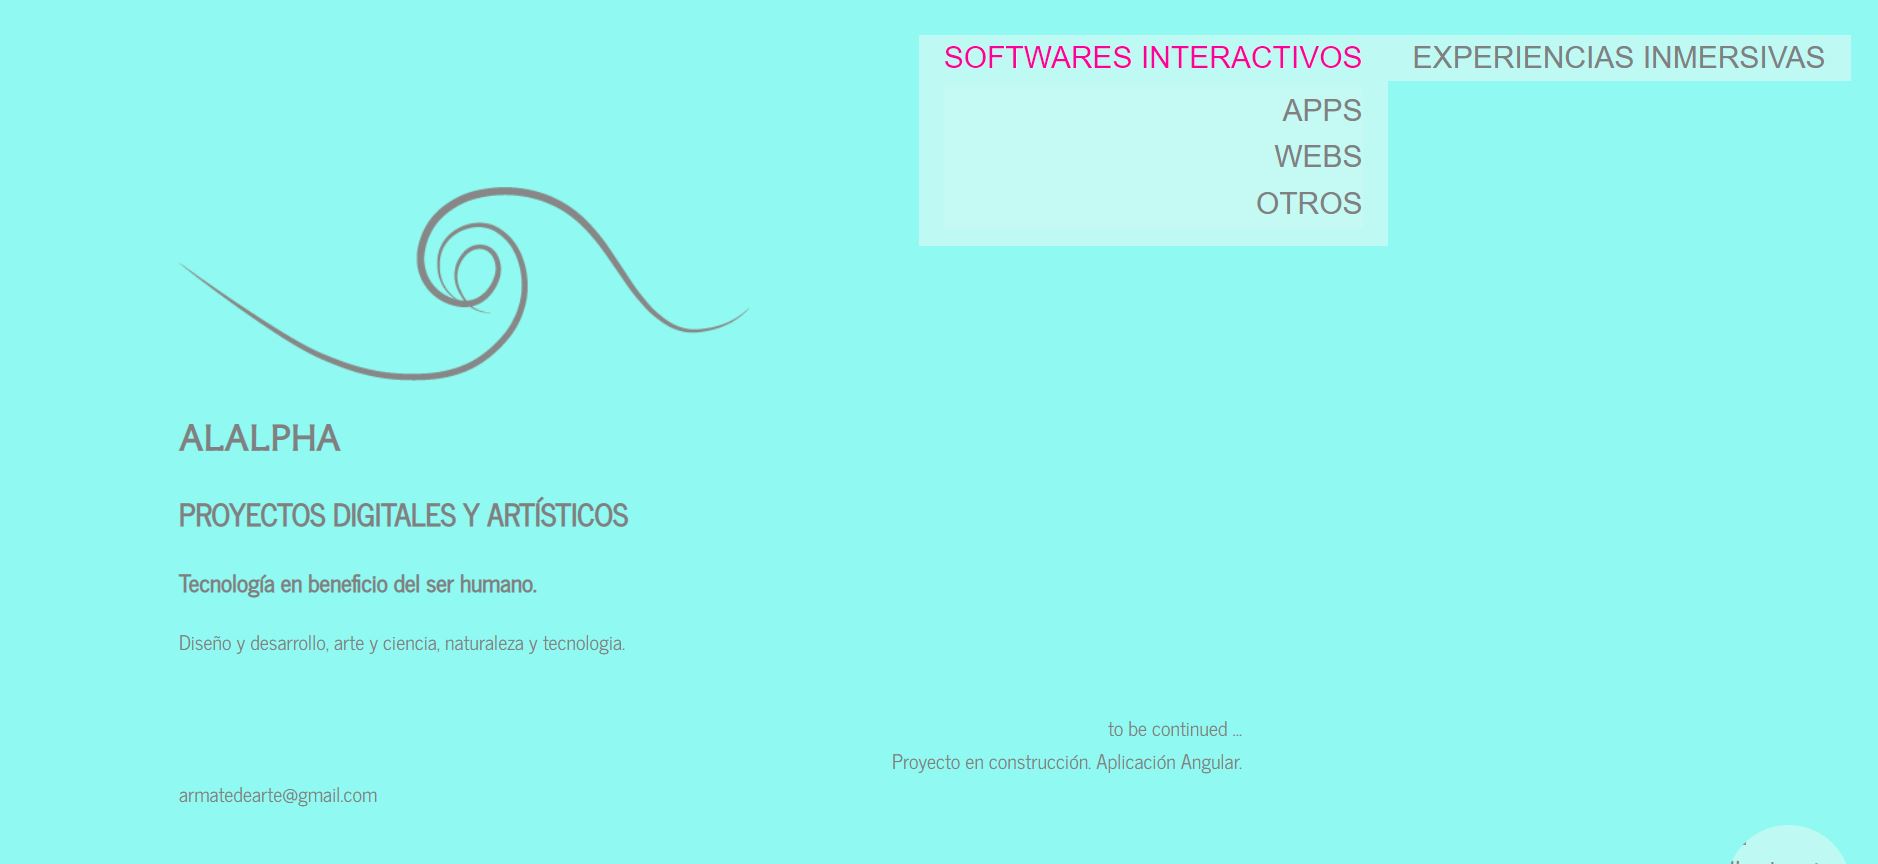 SOFTWARES INTERACTIVOS EXPERIENCIAS INMERSIVAS
APPS
WEBS
OTROS
ALALPHA
PROYECTOS DIGITALES Y ARTÍSTICOS
Tecnología en beneficio del ser humano.
Diseño y desarrollo, arte y ciencia, naturaleza y tecnologia.
to be continued ...
Proyecto en construcción. Aplicación Angular.
armatedearte@gmail.com